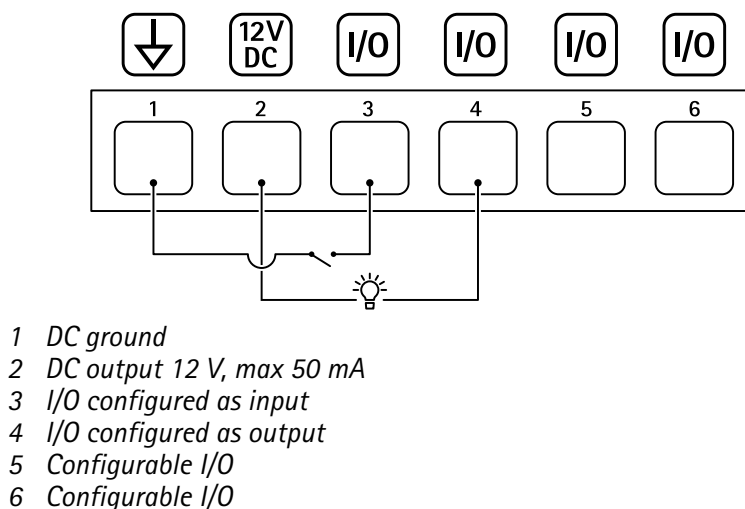 12V DC I/O I/O I/O I/O
1 2 3 4 5 6
1 DC ground
2 DC output 12 V, max 50 mA
3 I/O configured as input
4 I/O configured as output
5 Configurable I/O
6 Configurable I/O